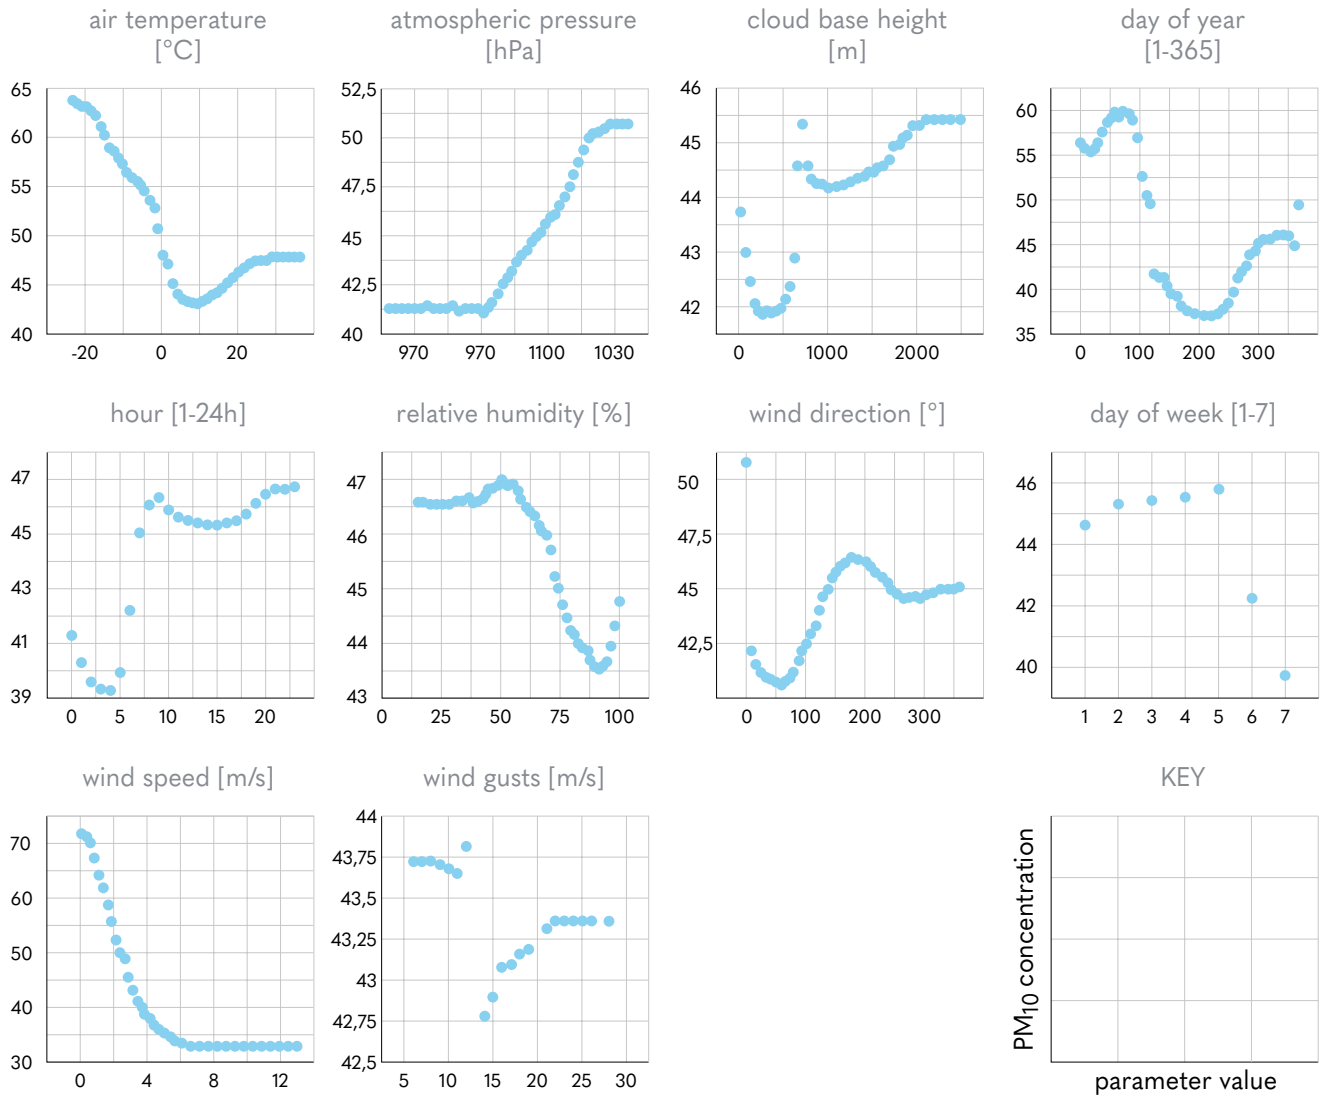 air temperature
[°C]
atmospheric pressure
[hPa]
cloud base height
[m]
day of year
[1-365]
65
60
55
50
45
40
-20 0 20
52,5
50
47,5
45
42,5
40
970 970 1100 1030
46
45
44
43
42
0 1000 2000
60
55
50
45
40
35
0 100 200 300
hour [1-24h]
relative humidity [%]
wind direction [°]
day of week [1-7]
47
45
43
41
39
0 5 10 15 20
47
46
45
44
43
0 25 50 75 100
50
47,5
45
42,5
0 100 200 300
46
44
42
40
1 2 3 4 5 6 7
wind speed [m/s]
wind gusts [m/s]
KEY
70
60
50
40
30
0 4 8 12
44
43,75
43,5
43,25
43
42,75
42,5
5 10 15 20 25 30
PM10 concentration
parameter value